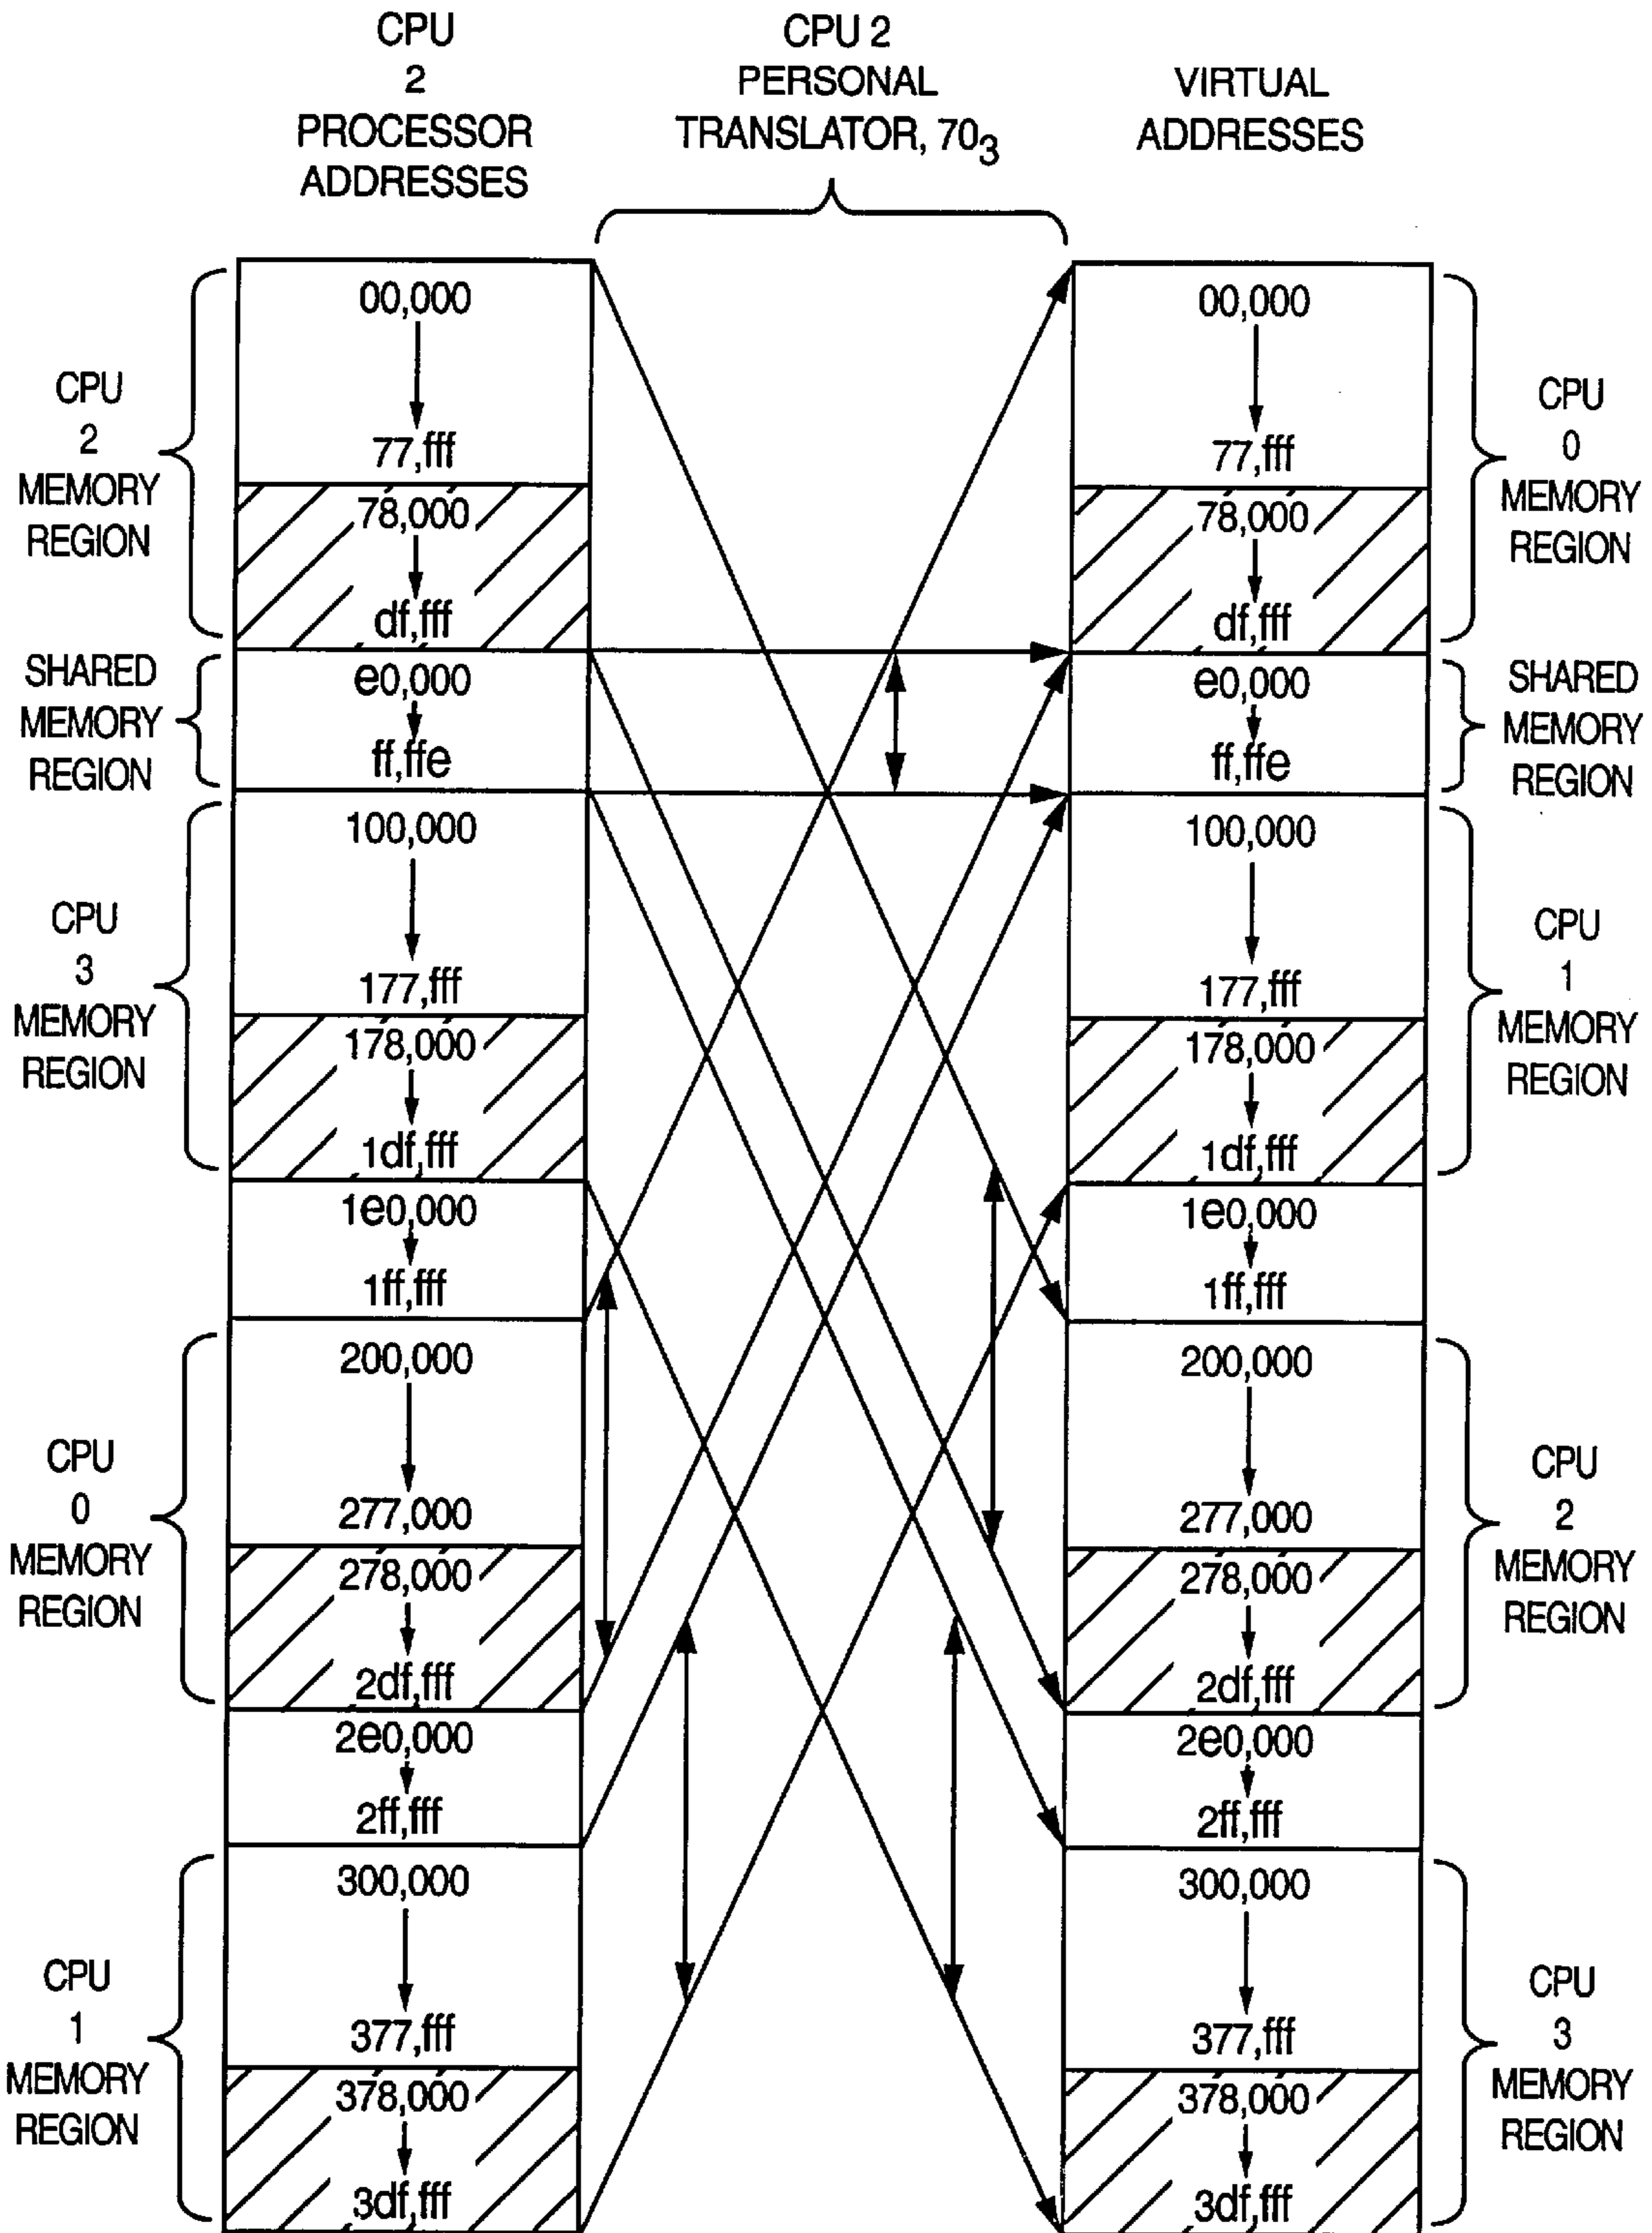 CPU
2
PROCESSOR
ADDRESSES
CPU 2
PERSONAL
TRANSLATOR, 70₃
VIRTUAL
ADDRESSES
CPU
2
MEMORY
REGION
SHARED
MEMORY
REGION
CPU
3
MEMORY
REGION
CPU
0
MEMORY
REGION
CPU
1
MEMORY
REGION
00,000
77,fff
78,000
df,fff
e0,000
ff,ffe
100,000
177,fff
178,000
1df,fff
1e0,000
1ff,fff
200,000
277,000
278,000
2df,fff
2e0,000
2ff,fff
300,000
377,fff
378,000
3df,fff
00,000
77,fff
78,000
df,fff
e0,000
ff,ffe
100,000
177,fff
178,000
1df,fff
1e0,000
1ff,fff
200,000
277,000
278,000
2df,fff
2e0,000
2ff,fff
300,000
377,fff
378,000
3df,fff
CPU
0
MEMORY
REGION
SHARED
MEMORY
REGION
CPU
1
MEMORY
REGION
CPU
2
MEMORY
REGION
CPU
3
MEMORY
REGION